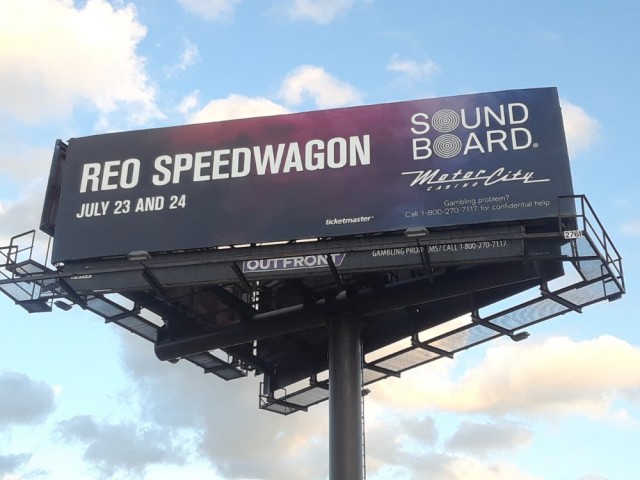 REO SPEEDWAGON
JULY 23 AND 24
ticketmaster
SOUND
BOARD.
MotorCity
CASINO
Gambling problem?
Call 1-800-270-7117 for confidential help.
2761
GAMBLING PROBLEMS? CALL 1-800-270-7117.
OUTFRONT/